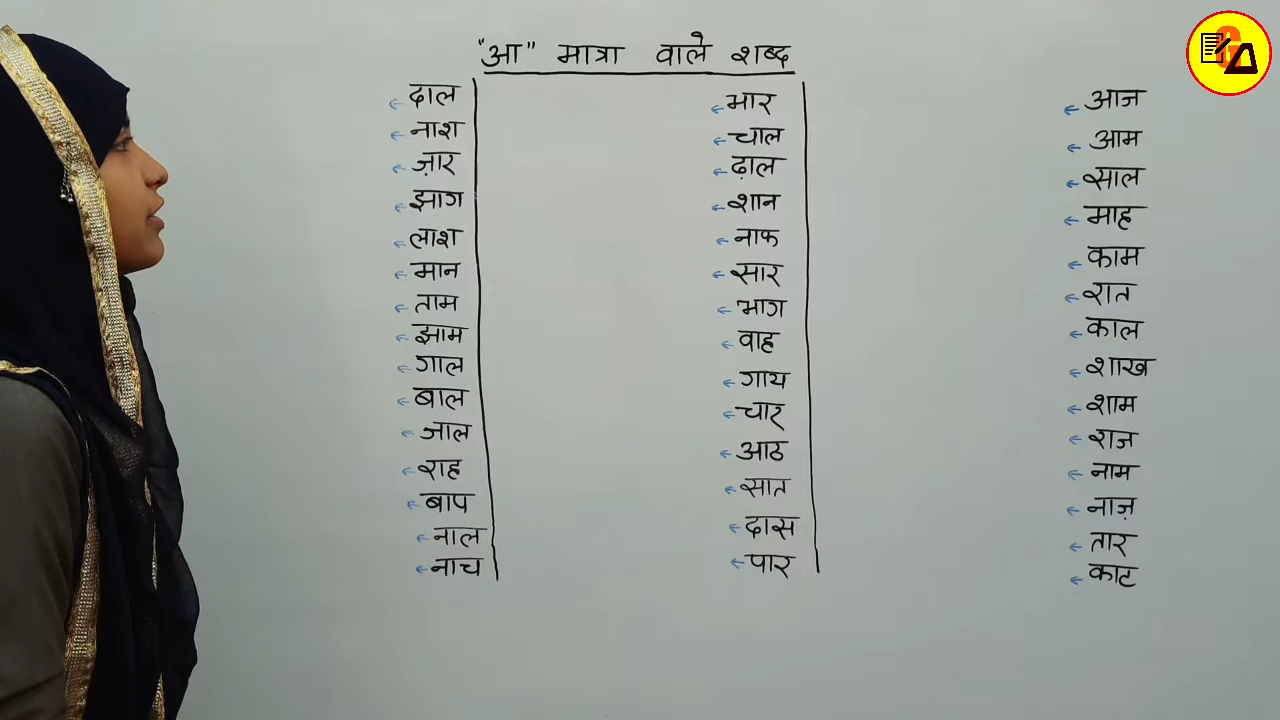 "आ" मात्रा वाले शब्द
दाल
नाश
ज़ार
झाग
लाश
मान
ताम
झाम
गाल
बाल
जाल
राह
बाप
नाल
नाच
भार
चाल
ढ़ाल
शान
नाफ
सार
भाग
वाह
गाय
चार
आठ
सात
दास
पार
आज
आम
साल
माह
काम
रात
काल
शाख
शाम
राज
नाम
नाज़
तार
काट